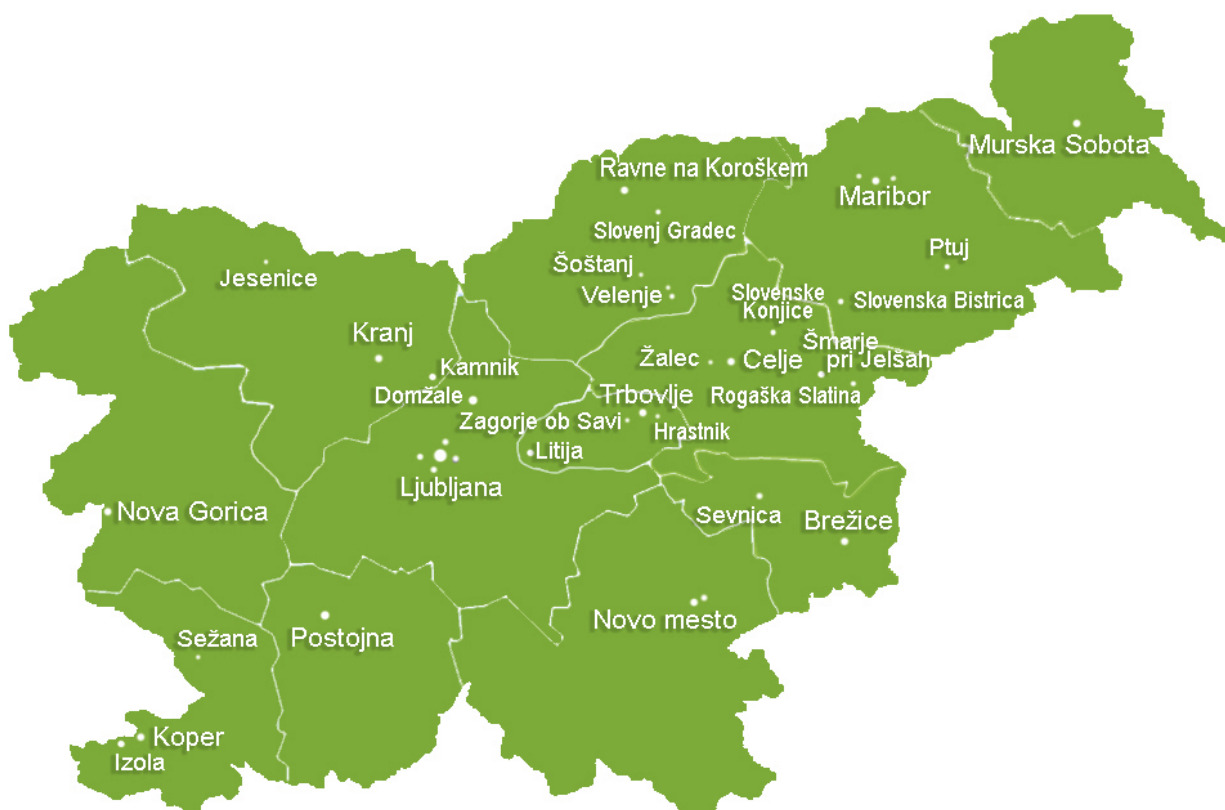 Murska Sobota
Ravne na Koroškem
Maribor
Slovenj Gradec
Ptuj
Šoštanj
Jesenice
Velenje
Slovenske
Konjice
Slovenska Bistrica
Kranj
Šmarje
pri Jelšah
Žalec
Celje
Kamnik
Domžale
Trbovlje
Rogaška Slatina
Zagorje ob Savi
Hrastnik
Litija
Ljubljana
Nova Gorica
Sevnica
Brežice
Novo mesto
Sežana
Postojna
Koper
Izola